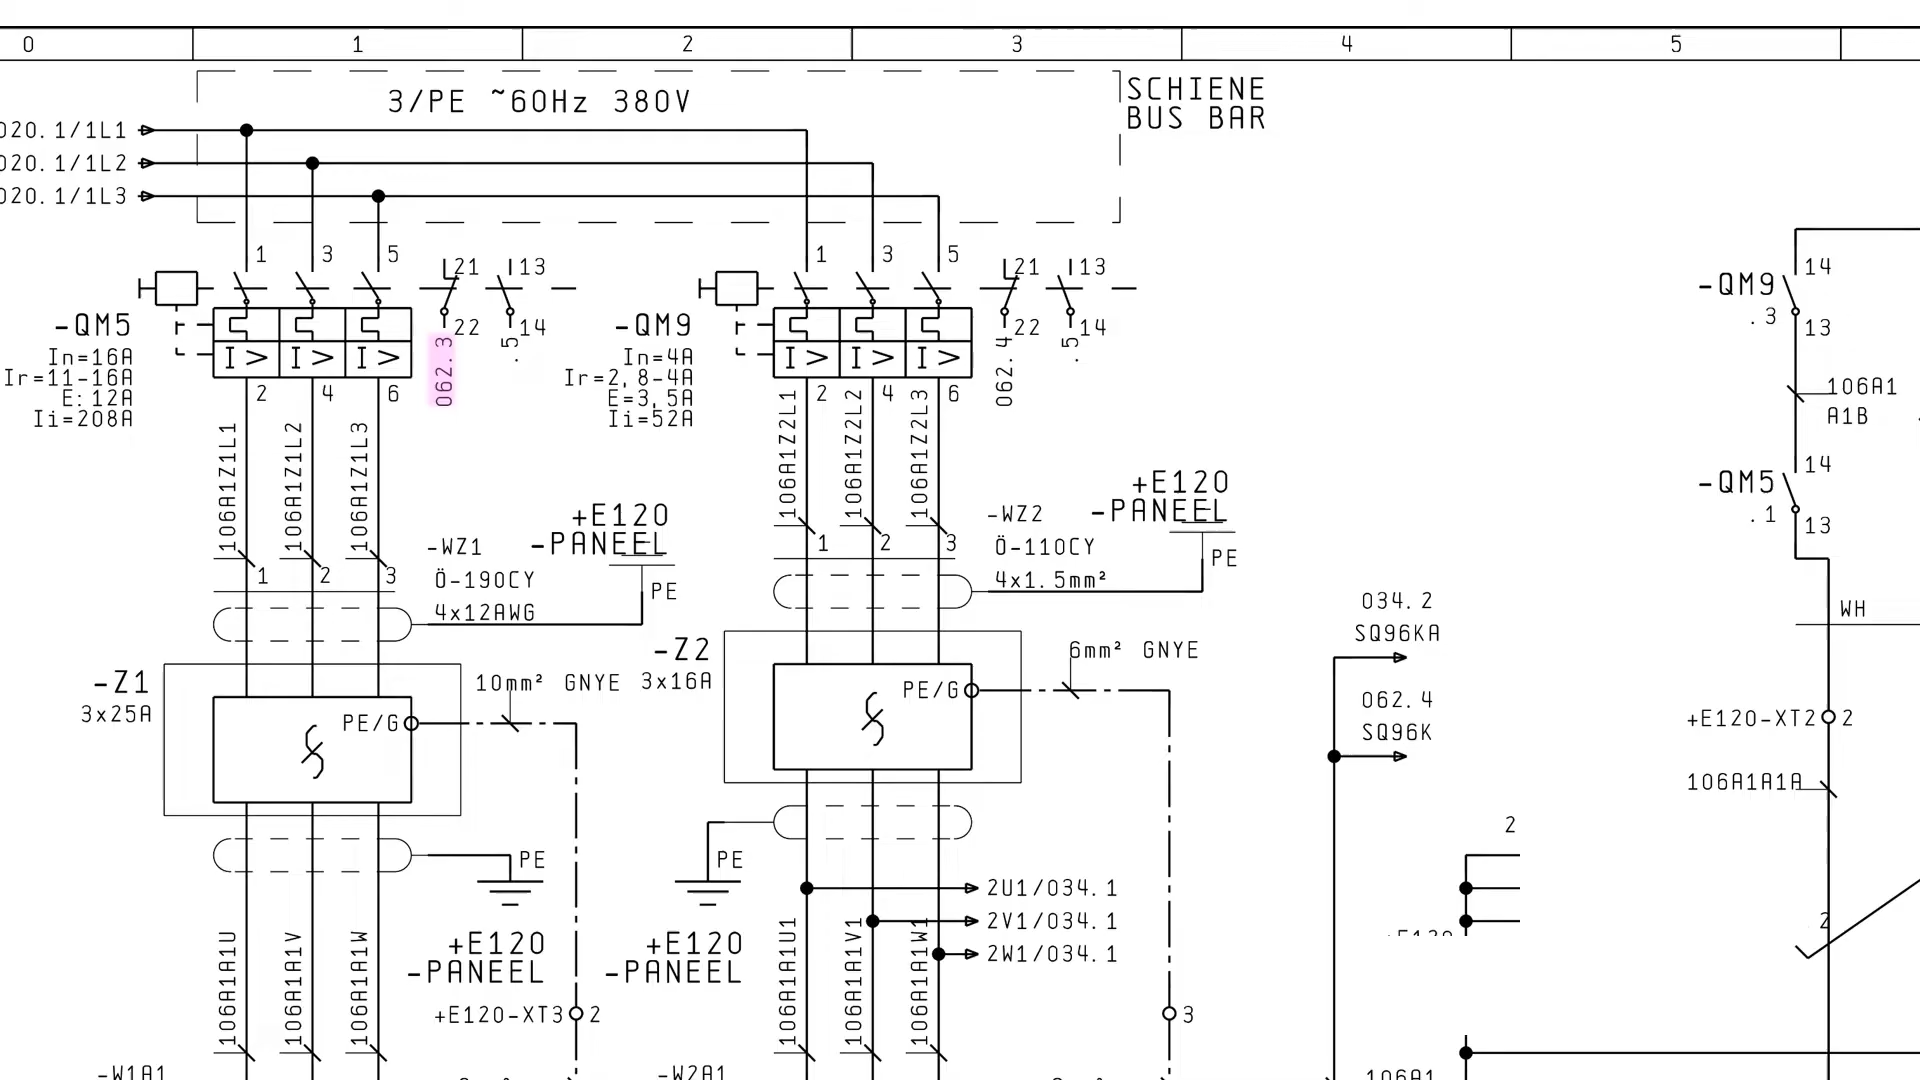 0
1
2
3
4
5
3/PE ~60Hz 380V
SCHIENE
BUS BAR
020.1/1L1
020.1/1L2
020.1/1L3
1
3
5
21
13
22
14
-QM5
In=16A
Ir=11-16A
E:12A
Ii=208A
2
4
6
062.3
.5
1
3
5
21
13
22
14
-QM9
In=4A
Ir=2,8-4A
E=3,5A
Ii=52A
2
4
6
062.4
.5
-QM9
.3
14
13
106A1
A1B
-QM5
.1
14
13
106A1Z1L1
106A1Z1L2
106A1Z1L3
1
2
3
-WZ1
Ö-190CY
4x12AWG
+E120
-PANEEL
PE
106A1Z2L1
106A1Z2L2
106A1Z2L3
1
2
3
-WZ2
Ö-110CY
4x1.5mm²
+E120
-PANEEL
PE
034.2
SQ96KA
062.4
SQ96K
WH
-Z1
3x25A
PE/G
10mm² GNYE
-Z2
3x16A
PE/G
6mm² GNYE
+E120-XT2
2
106A1A1A
PE
+E120
-PANEEL
PE
+E120
-PANEEL
2U1/034.1
2V1/034.1
2W1/034.1
2
2
106A1A1U
106A1A1V
106A1A1W
+E120-XT3
2
106A1A1U1
106A1A1V1
106A1A1W1
3
-W1A1
-W2A1
106A1